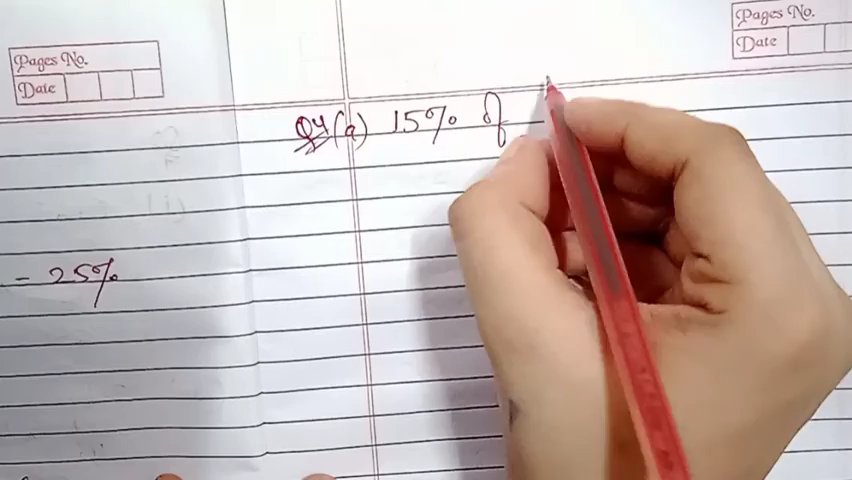 Pages No.
Date
Pages No.
Date
Q4 (a) 15% of
- 25%